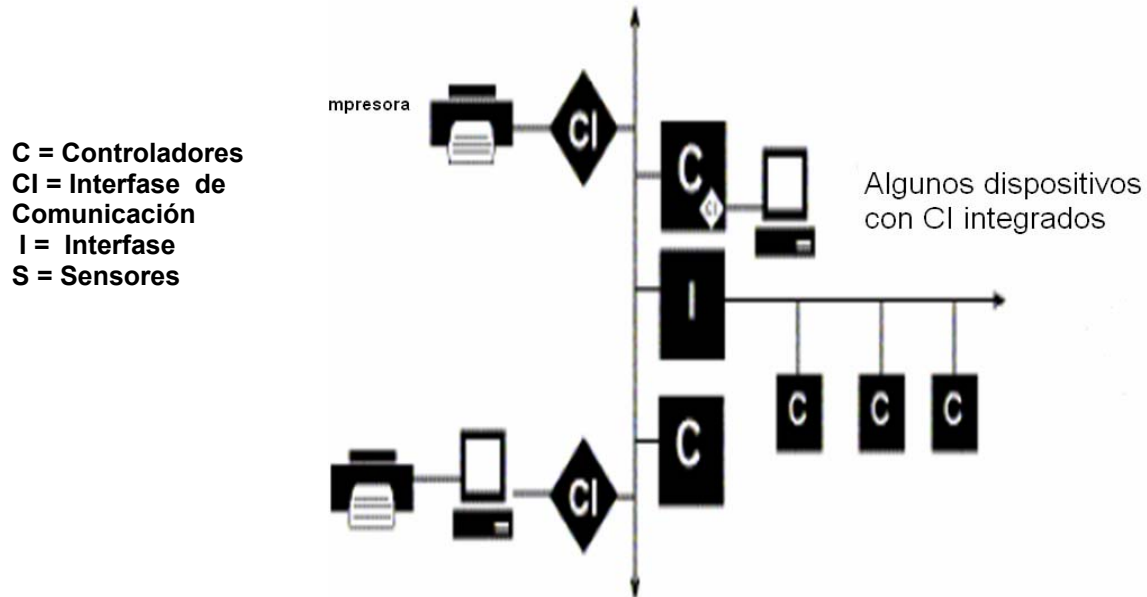 mpresora
C = Controladores
CI = Interfase de
Comunicación
I = Interfase
S = Sensores
CI
C
CI
Algunos dispositivos
con CI integrados
I
C
C
C
C
CI